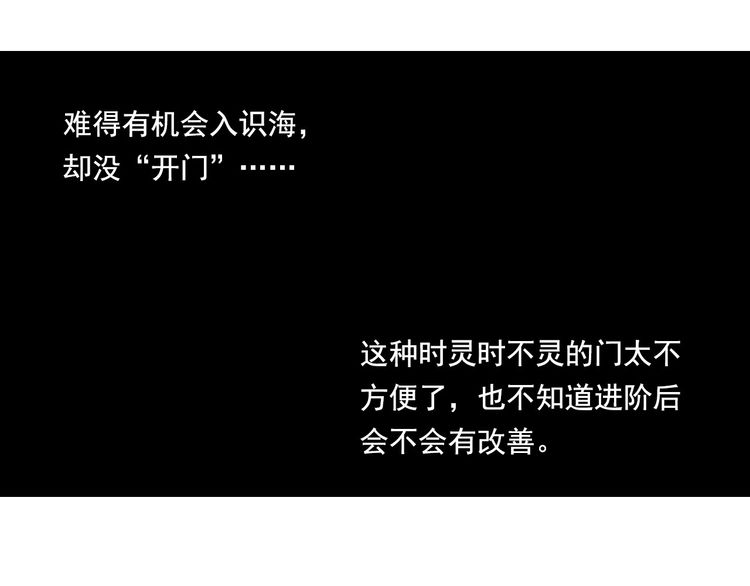 难得有机会入识海，
却没“开门”……
这种时灵时不灵的门太不
方便了，也不知道进阶后
会不会有改善。